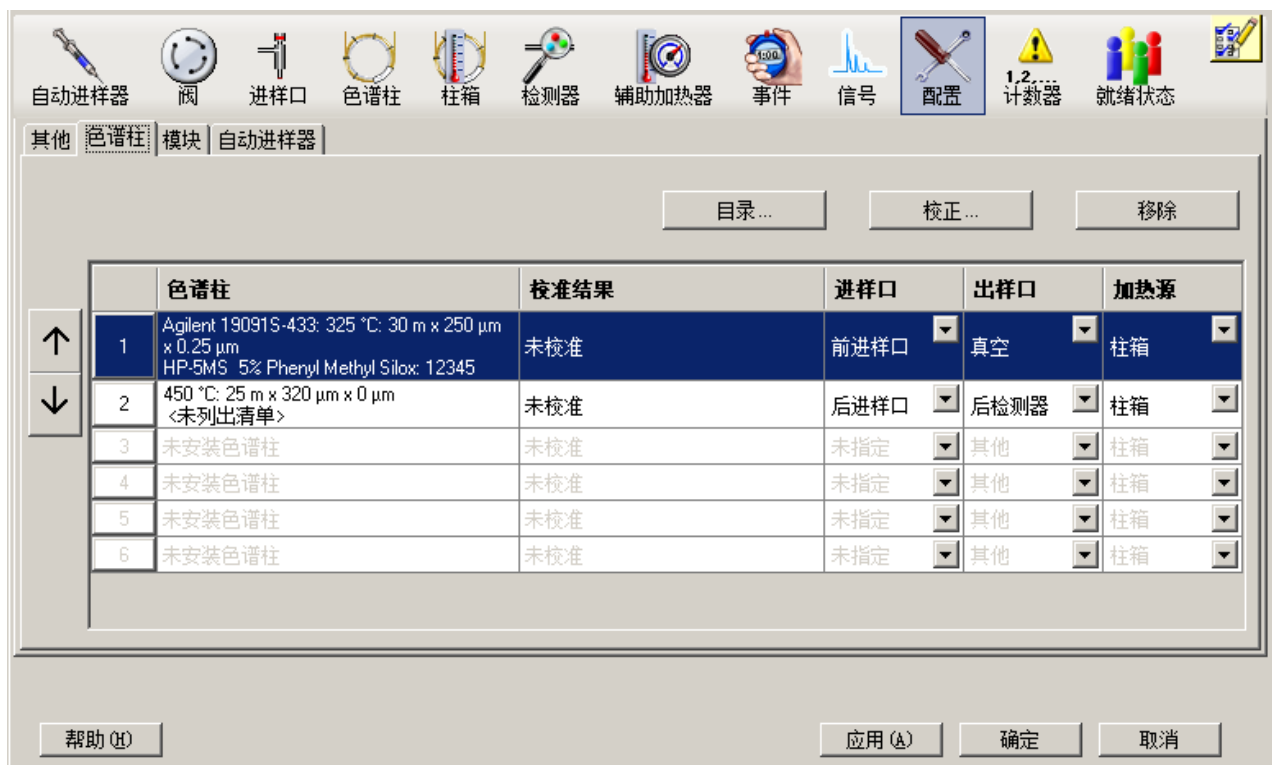 自动进样器 阀 进样口 色谱柱 柱箱 检测器 辅助加热器 1:00 事件 信号 配置 1,2,... 计数器 就绪状态
其他 色谱柱 模块 自动进样器
目录... 校正... 移除
色谱柱 校准结果 进样口 出样口 加热源
1 Agilent 19091S-433: 325 °C: 30 m x 250 µm
x 0.25 µm
HP-5MS 5% Phenyl Methyl Silox: 12345 未校准 前进样口 真空 柱箱
2 450 °C: 25 m x 320 µm x 0 µm
<未列出清单> 未校准 后进样口 后检测器 柱箱
3 未安装色谱柱 未校准 未指定 其他 柱箱
4 未安装色谱柱 未校准 未指定 其他 柱箱
5 未安装色谱柱 未校准 未指定 其他 柱箱
6 未安装色谱柱 未校准 未指定 其他 柱箱
帮助(H) 应用(A) 确定 取消